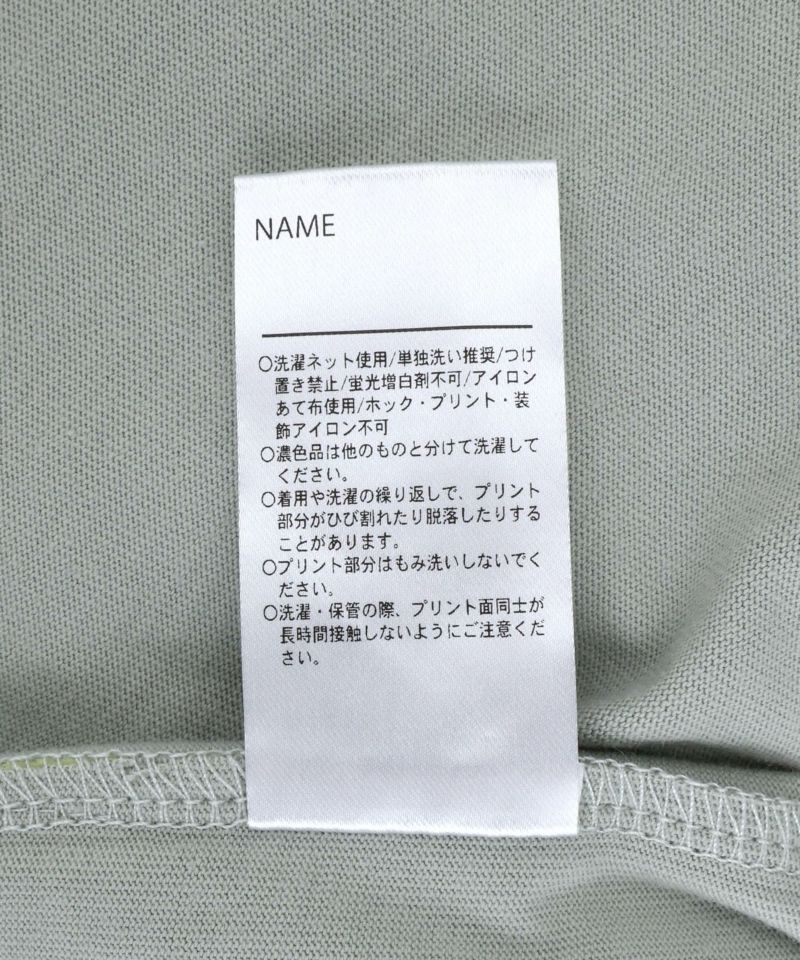 NAME
○洗濯ネット使用/単独洗い推奨/つけ
置き禁止/蛍光増白剤不可/アイロン
あて布使用/ホック・プリント・装
飾アイロン不可
○濃色品は他のものと分けて洗濯して
ください。
○着用や洗濯の繰り返しで、プリント
部分がひび割れたり脱落したりする
ことがあります。
○プリント部分はもみ洗いしないでく
ださい。
○洗濯・保管の際、プリント面同士が
長時間接触しないようにご注意くだ
さい。